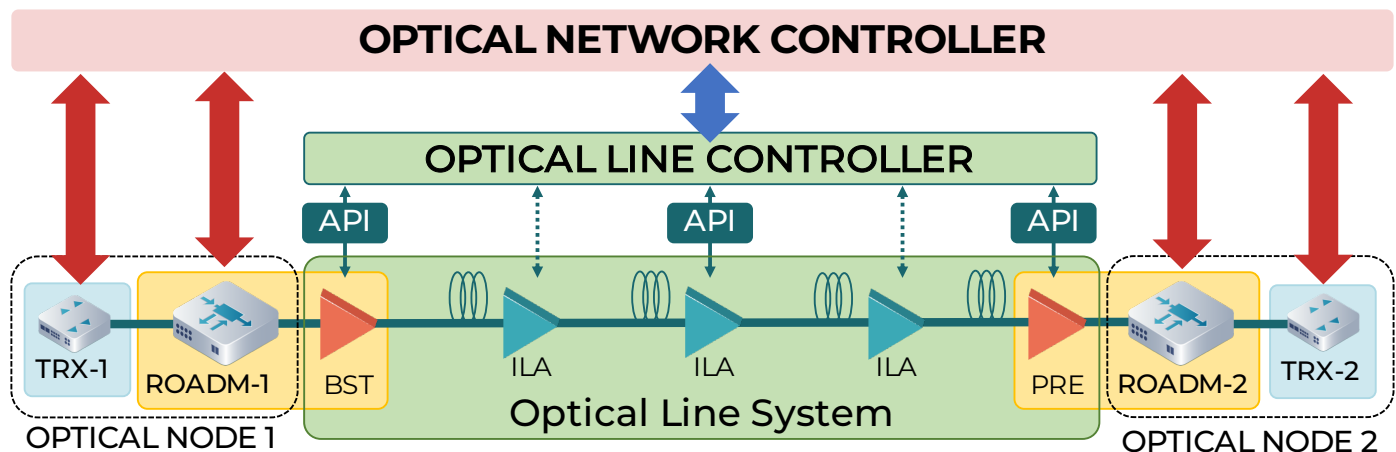 OPTICAL NETWORK CONTROLLER
OPTICAL LINE CONTROLLER
API
API
API
TRX-1
ROADM-1
BST
ILA
ILA
ILA
PRE
ROADM-2
TRX-2
Optical Line System
OPTICAL NODE 1
OPTICAL NODE 2